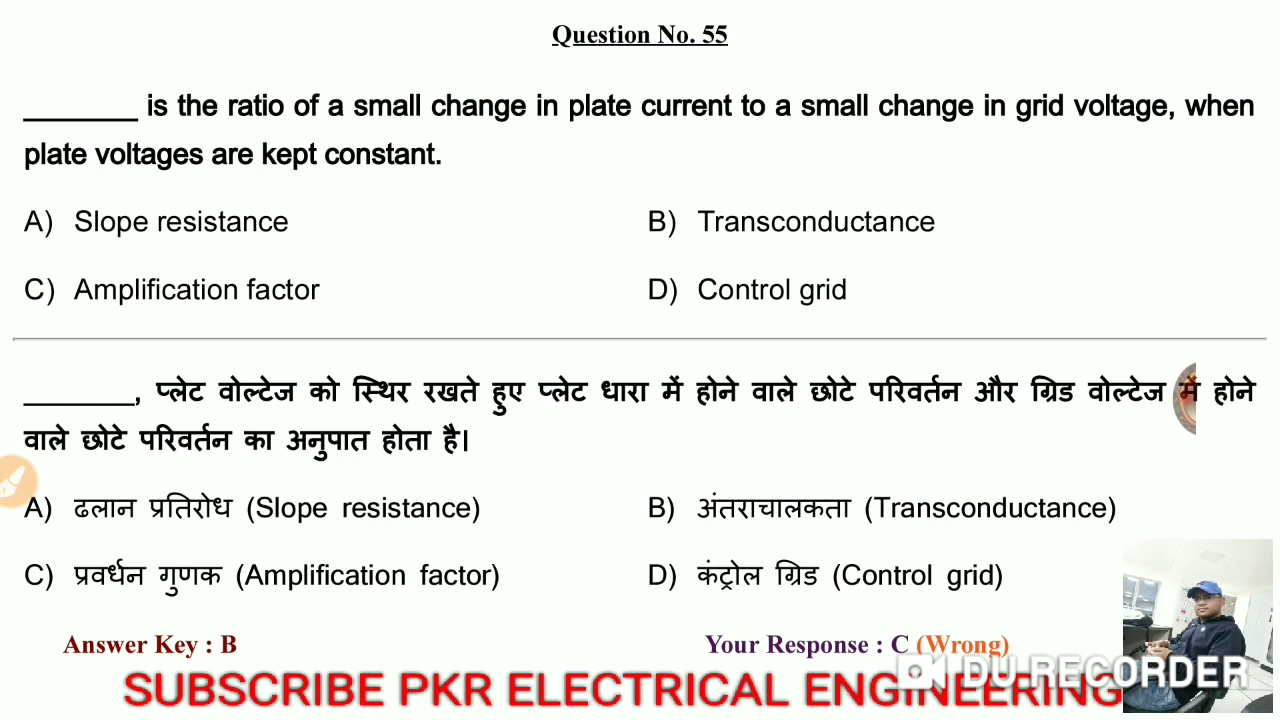 Question No. 55
_______ is the ratio of a small change in plate current to a small change in grid voltage, when
plate voltages are kept constant.
A) Slope resistance
B) Transconductance
C) Amplification factor
D) Control grid
_______, प्लेट वोल्टेज को स्थिर रखते हुए प्लेट धारा में होने वाले छोटे परिवर्तन और ग्रिड वोल्टेज में होने
वाले छोटे परिवर्तन का अनुपात होता है।
A) ढलान प्रतिरोध (Slope resistance)
B) अंतराचालकता (Transconductance)
C) प्रवर्धन गुणक (Amplification factor)
D) कंट्रोल ग्रिड (Control grid)
Answer Key : B
Your Response : C (Wrong)
DU RECORDER
SUBSCRIBE PKR ELECTRICAL ENGINEERING